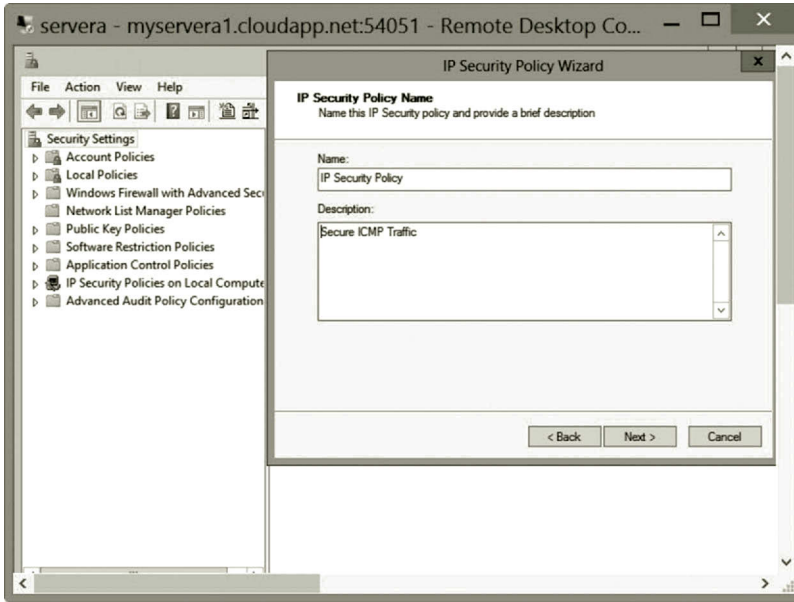 servera - myservera1.cloudapp.net:54051 - Remote Desktop Co...
File Action View Help
Security Settings
Account Policies
Local Policies
Windows Firewall with Advanced Secu
Network List Manager Policies
Public Key Policies
Software Restriction Policies
Application Control Policies
IP Security Policies on Local Compute
Advanced Audit Policy Configuration
IP Security Policy Wizard
IP Security Policy Name
Name this IP Security policy and provide a brief description
Name:
IP Security Policy
Description:
Secure ICMP Traffic
< Back Next > Cancel